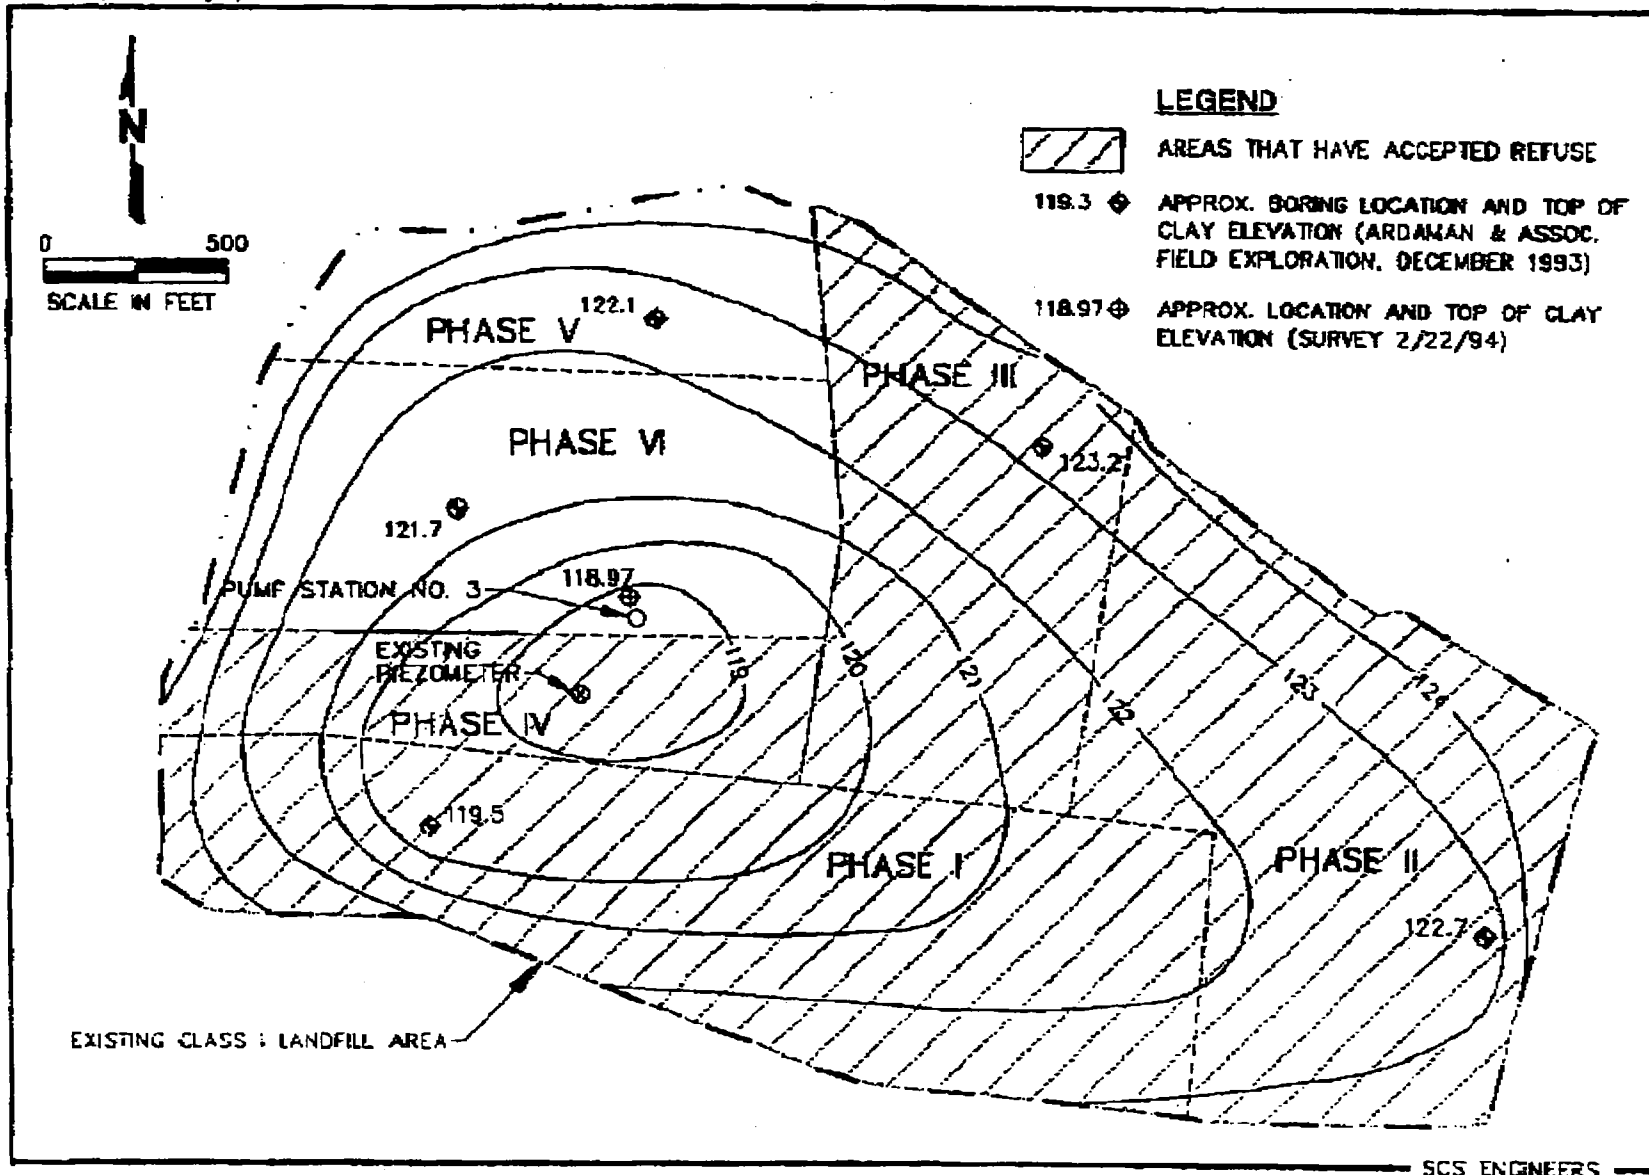 N
0 500
SCALE IN FEET
LEGEND
AREAS THAT HAVE ACCEPTED REFUSE
119.3 APPROX. BORING LOCATION AND TOP OF
CLAY ELEVATION (ARDAMAN & ASSOC.
FIELD EXPLORATION, DECEMBER 1993)
118.97 APPROX. LOCATION AND TOP OF CLAY
ELEVATION (SURVEY 2/22/94)
122.1
PHASE V
PHASE III
PHASE VI
123.2
121.7
118.97
PUMP STATION NO. 3
EXISTING
PIEZOMETER
119
120
121
122
123
124
PHASE IV
119.5
PHASE I
PHASE II
122.7
EXISTING CLASS I LANDFILL AREA
SCS ENGINEERS